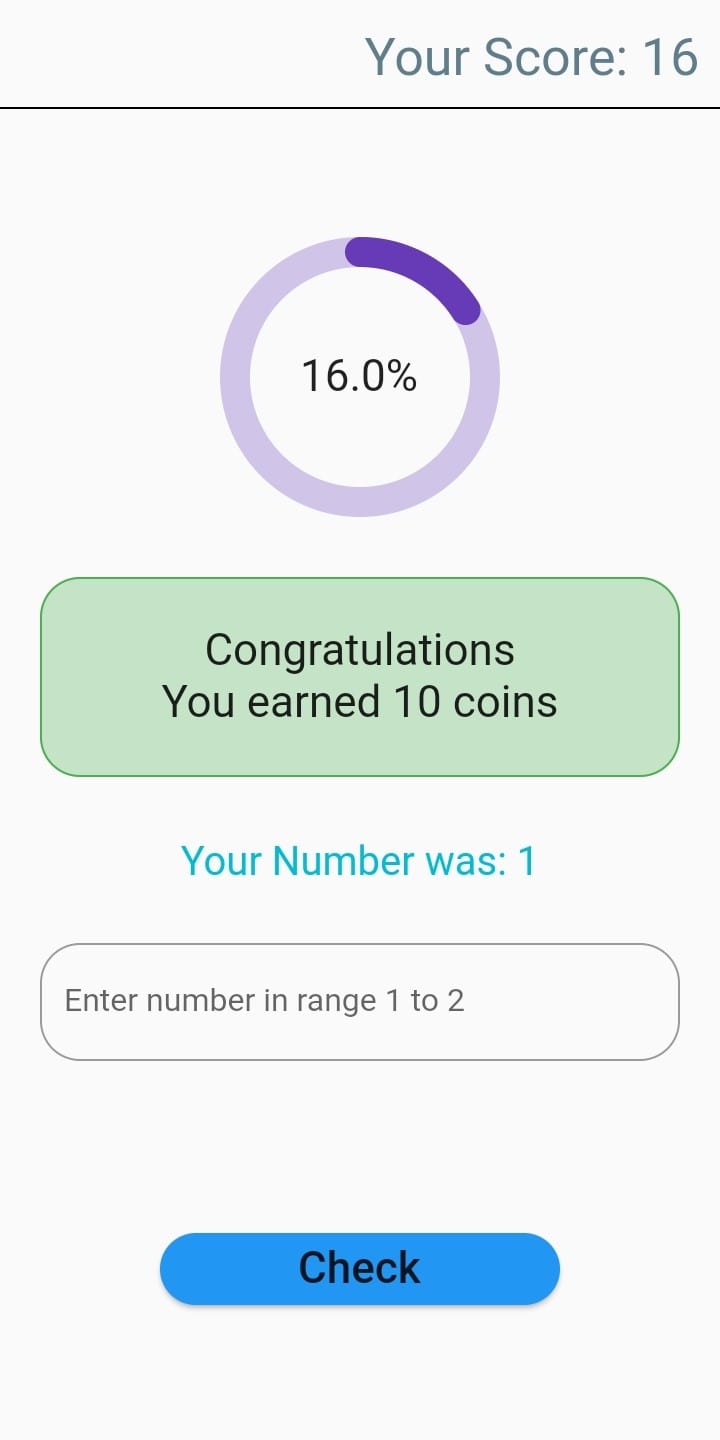 Your Score: 16
16.0%
Congratulations
You earned 10 coins
Your Number was: 1
Enter number in range 1 to 2
Check